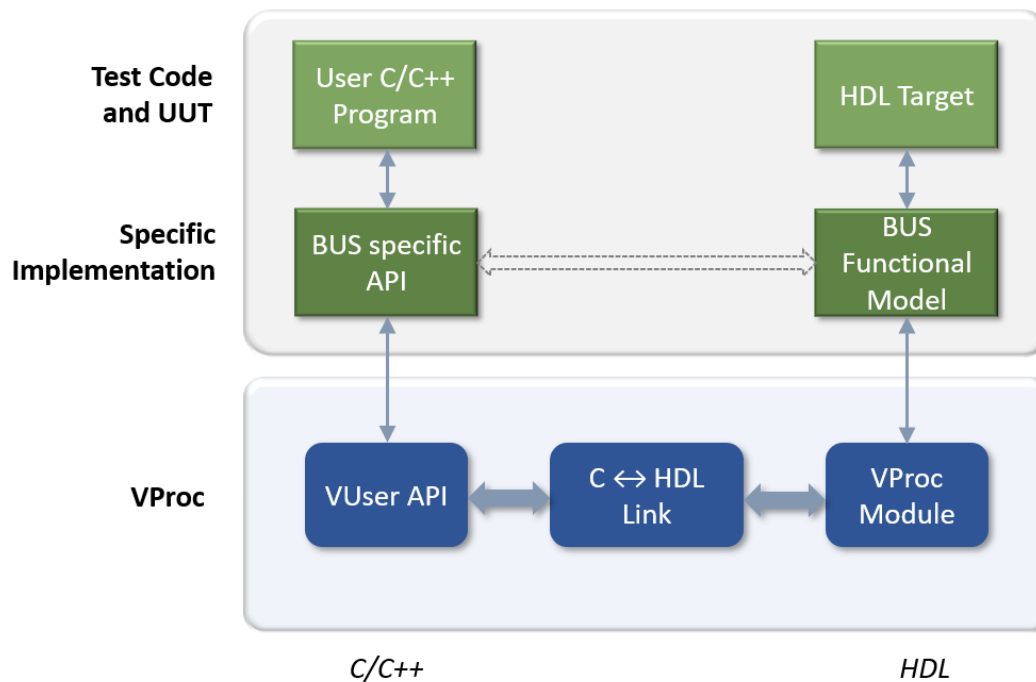 Test Code
and UUT
User C/C++
Program
HDL Target
Specific
Implementation
BUS specific
API
BUS
Functional
Model
VProc
VUser API
C ↔ HDL
Link
VProc
Module
C/C++
HDL